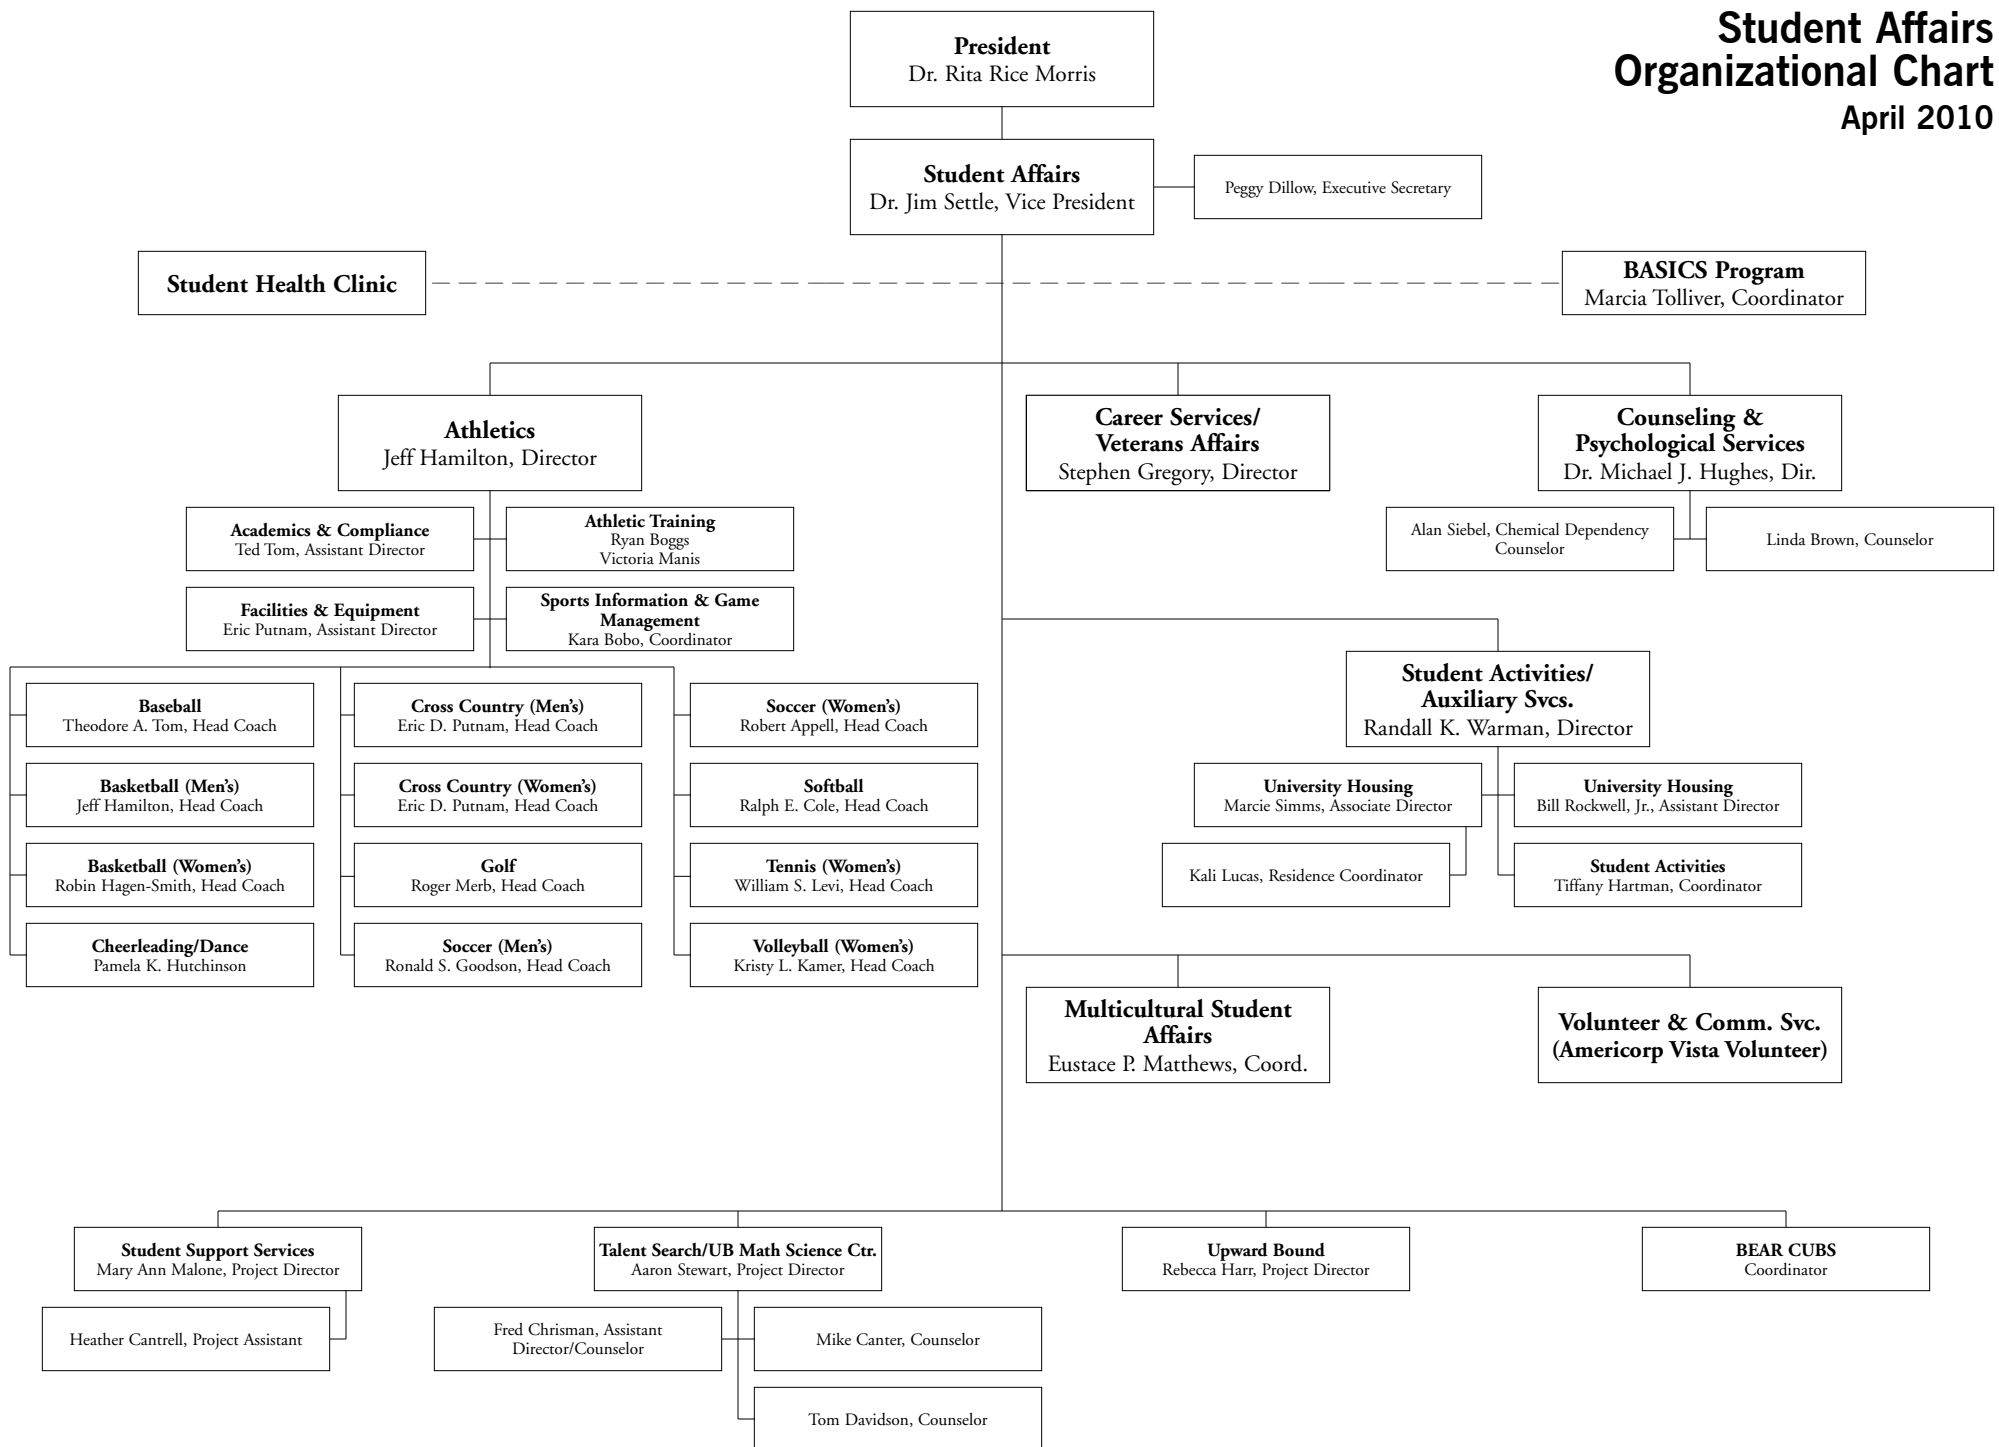 Student Affairs
Organizational Chart
April 2010
President
Dr. Rita Rice Morris
Student Affairs
Dr. Jim Settle, Vice President
Peggy Dillow, Executive Secretary
Student Health Clinic
BASICS Program
Marcia Tolliver, Coordinator
Athletics
Jeff Hamilton, Director
Career Services/
Veterans Affairs
Stephen Gregory, Director
Counseling &
Psychological Services
Dr. Michael J. Hughes, Dir.
Academics & Compliance
Ted Tom, Assistant Director
Athletic Training
Ryan Boggs
Victoria Manis
Alan Siebel, Chemical Dependency
Counselor
Linda Brown, Counselor
Facilities & Equipment
Eric Putnam, Assistant Director
Sports Information & Game
Management
Kara Bobo, Coordinator
Baseball
Theodore A. Tom, Head Coach
Cross Country (Men's)
Eric D. Putnam, Head Coach
Soccer (Women's)
Robert Appell, Head Coach
Basketball (Men's)
Jeff Hamilton, Head Coach
Cross Country (Women's)
Eric D. Putnam, Head Coach
Softball
Ralph E. Cole, Head Coach
Basketball (Women's)
Robin Hagen-Smith, Head Coach
Golf
Roger Merb, Head Coach
Tennis (Women's)
William S. Levi, Head Coach
Cheerleading/Dance
Pamela K. Hutchinson
Soccer (Men's)
Ronald S. Goodson, Head Coach
Volleyball (Women's)
Kristy L. Kamer, Head Coach
Student Activities/
Auxiliary Svcs.
Randall K. Warman, Director
University Housing
Marcie Simms, Associate Director
University Housing
Bill Rockwell, Jr., Assistant Director
Kali Lucas, Residence Coordinator
Student Activities
Tiffany Hartman, Coordinator
Multicultural Student
Affairs
Eustace P. Matthews, Coord.
Volunteer & Comm. Svc.
(Americorp Vista Volunteer)
Student Support Services
Mary Ann Malone, Project Director
Talent Search/UB Math Science Ctr.
Aaron Stewart, Project Director
Upward Bound
Rebecca Harr, Project Director
BEAR CUBS
Coordinator
Heather Cantrell, Project Assistant
Fred Chrisman, Assistant
Director/Counselor
Mike Canter, Counselor
Tom Davidson, Counselor